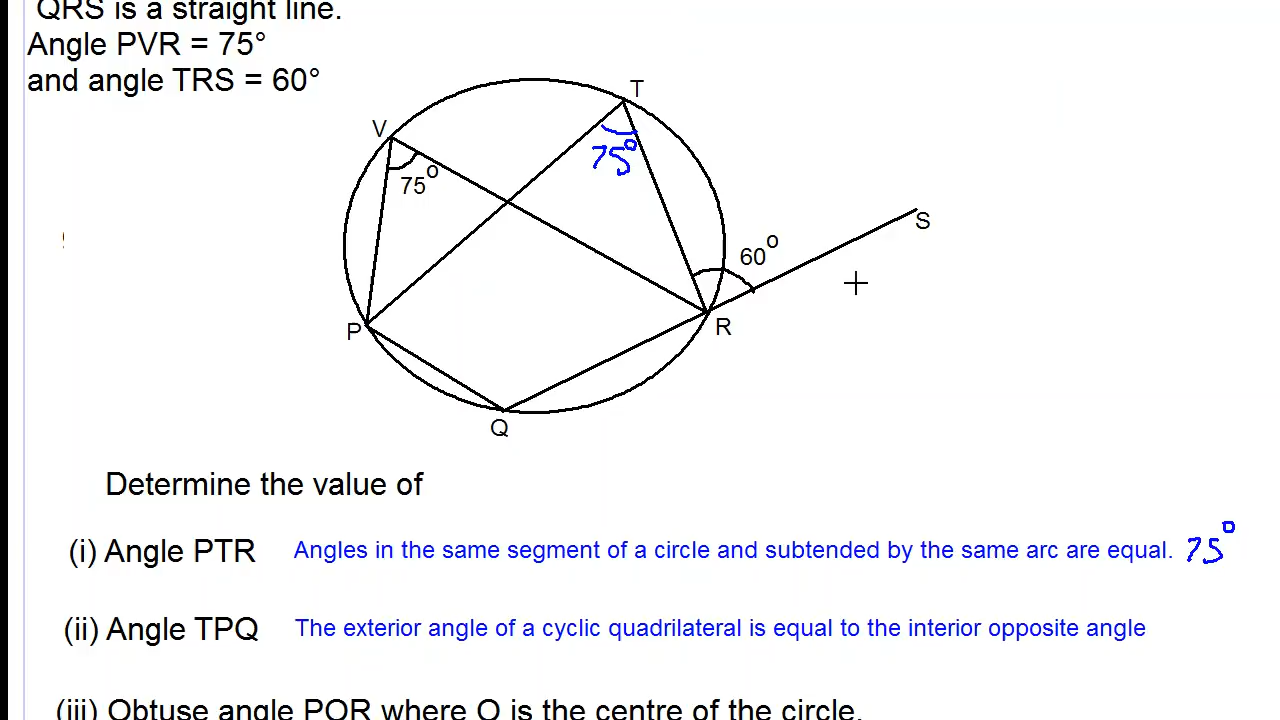 QRS is a straight line.
Angle PVR = 75°
and angle TRS = 60°
T
V
75°
75°
S
60°
P
R
Q
Determine the value of
(i) Angle PTR Angles in the same segment of a circle and subtended by the same arc are equal. 75°
(ii) Angle TPQ The exterior angle of a cyclic quadrilateral is equal to the interior opposite angle
(iii) Obtuse angle POR where O is the centre of the circle.